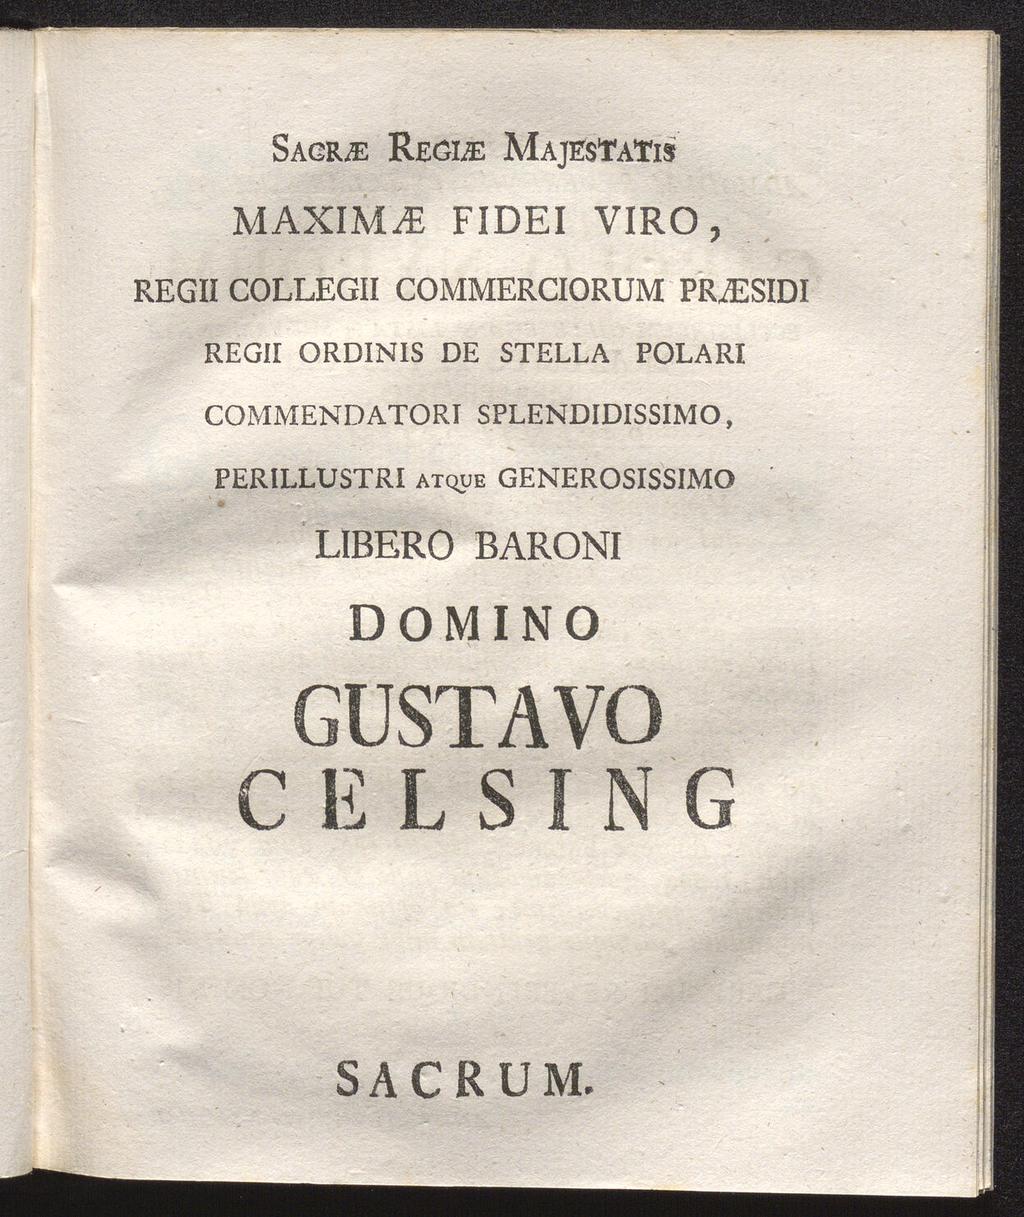 SACRÆ REGIÆ MAJESTATIS
MAXIMÆ FIDEI VIRO,
REGII COLLEGII COMMERCIORUM PRÆSIDI
REGII ORDINIS DE STELLA POLARI
COMMENDATORI SPLENDIDISSIMO,
PERILLUSTRI ATQUE GENEROSISSIMO
LIBERO BARONI
DOMINO
GUSTAVO
CELSING
SACRUM.